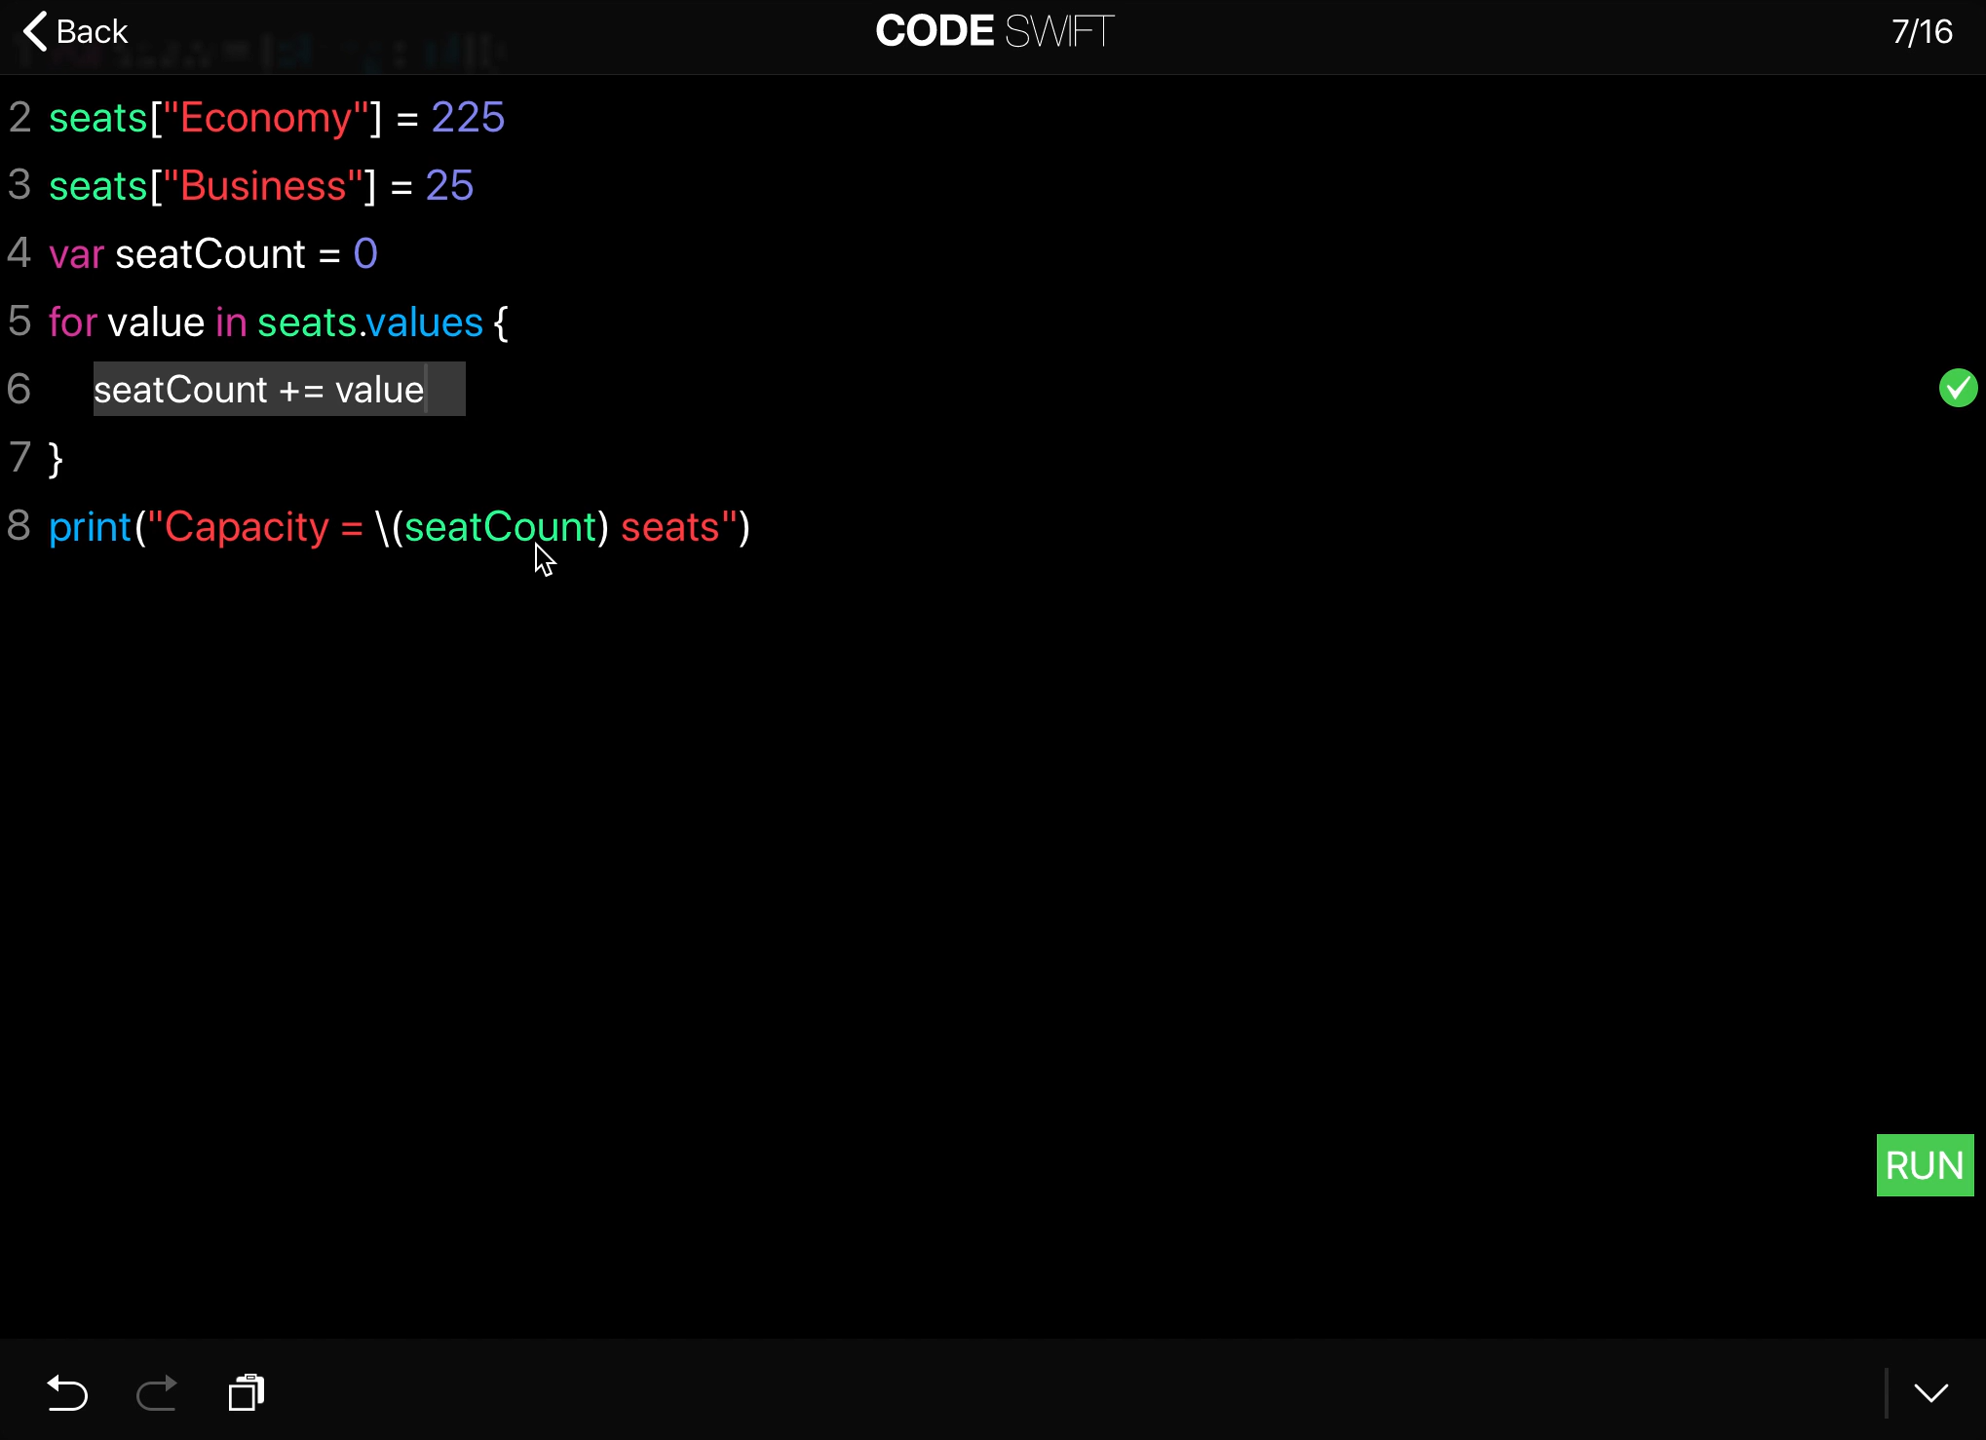 Back
CODE SWIFT
7/16
2 seats["Economy"] = 225
3 seats["Business"] = 25
4 var seatCount = 0
5 for value in seats.values {
6 seatCount += value
7 }
8 print("Capacity = \(seatCount) seats")
RUN